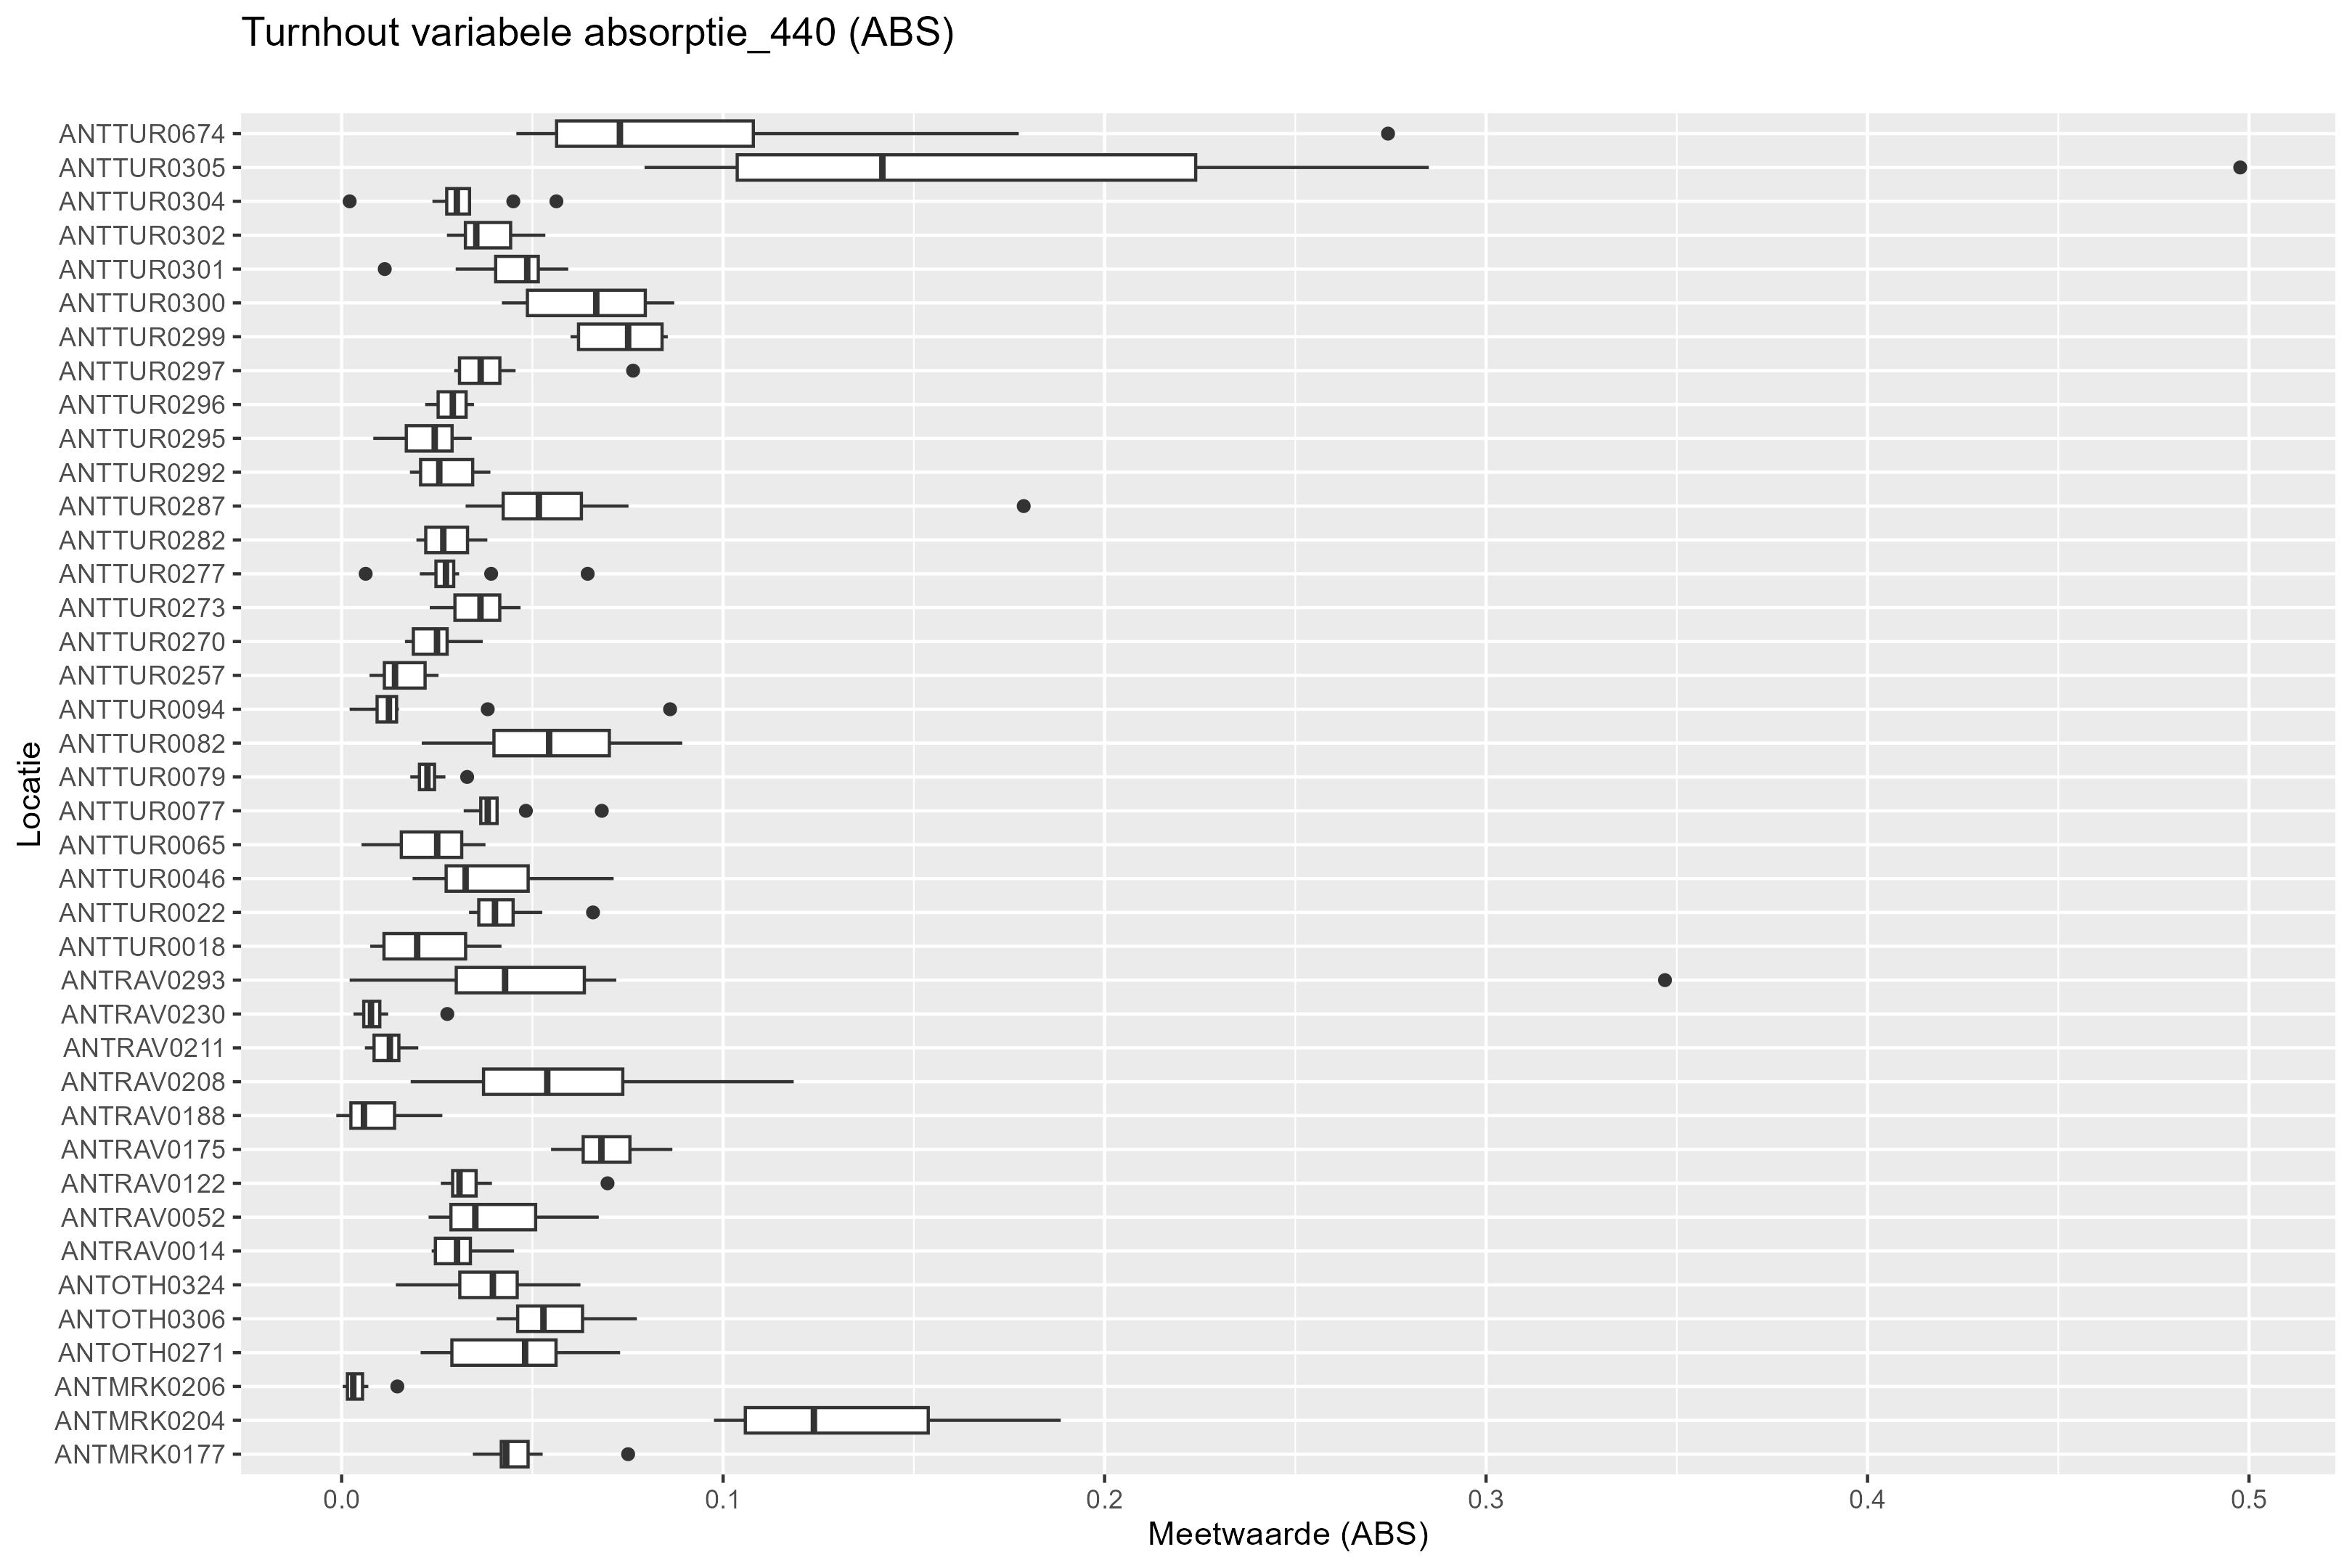 Turnhout variabele absorptie_440 (ABS)
Locatie
ANTTUR0674
ANTTUR0305
ANTTUR0304
ANTTUR0302
ANTTUR0301
ANTTUR0300
ANTTUR0299
ANTTUR0297
ANTTUR0296
ANTTUR0295
ANTTUR0292
ANTTUR0287
ANTTUR0282
ANTTUR0277
ANTTUR0273
ANTTUR0270
ANTTUR0257
ANTTUR0094
ANTTUR0082
ANTTUR0079
ANTTUR0077
ANTTUR0065
ANTTUR0046
ANTTUR0022
ANTTUR0018
ANTRAV0293
ANTRAV0230
ANTRAV0211
ANTRAV0208
ANTRAV0188
ANTRAV0175
ANTRAV0122
ANTRAV0052
ANTRAV0014
ANTOTH0324
ANTOTH0306
ANTOTH0271
ANTMRK0206
ANTMRK0204
ANTMRK0177
0.0 0.1 0.2 0.3 0.4 0.5
Meetwaarde (ABS)